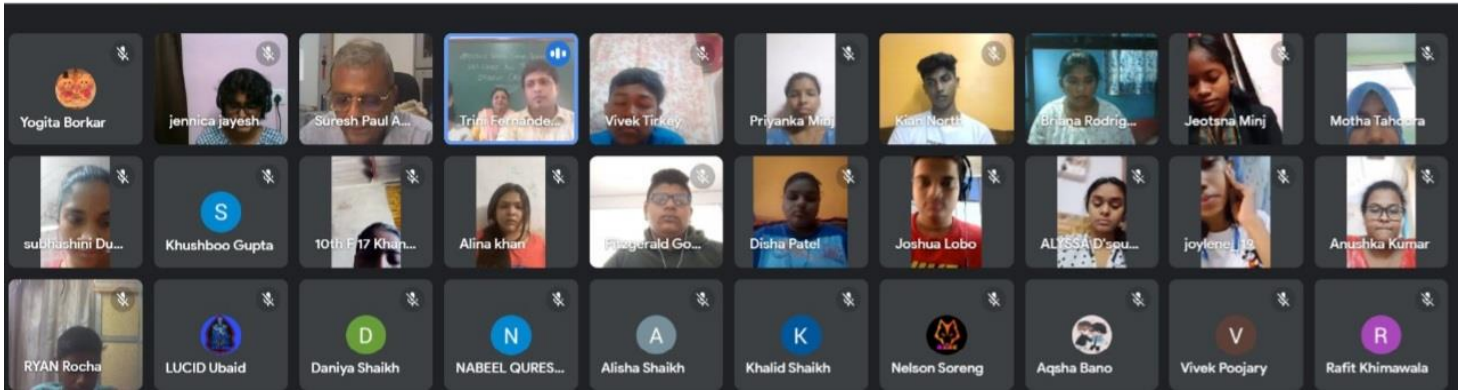 Yogita Borkar
jennica jayesh
Suresh Paul A...
Trini Fernande...
Vivek Tirkey
Priyanka Minj
Kian North
Briana Rodrig...
Jeotsna Minj
Motha Tahoora
subhashini Du...
S
Khushboo Gupta
10th F 17 Khan...
Alina khan
Fitzgerald Go...
Disha Patel
Joshua Lobo
ALYSSA D'sou...
joylene_19
Anushka Kumar
RYAN Rocha
LUCID Ubaid
D
Daniya Shaikh
N
NABEEL QURES...
A
Alisha Shaikh
K
Khalid Shaikh
Nelson Soreng
Aqsha Bano
V
Vivek Poojary
R
Rafit Khimawala